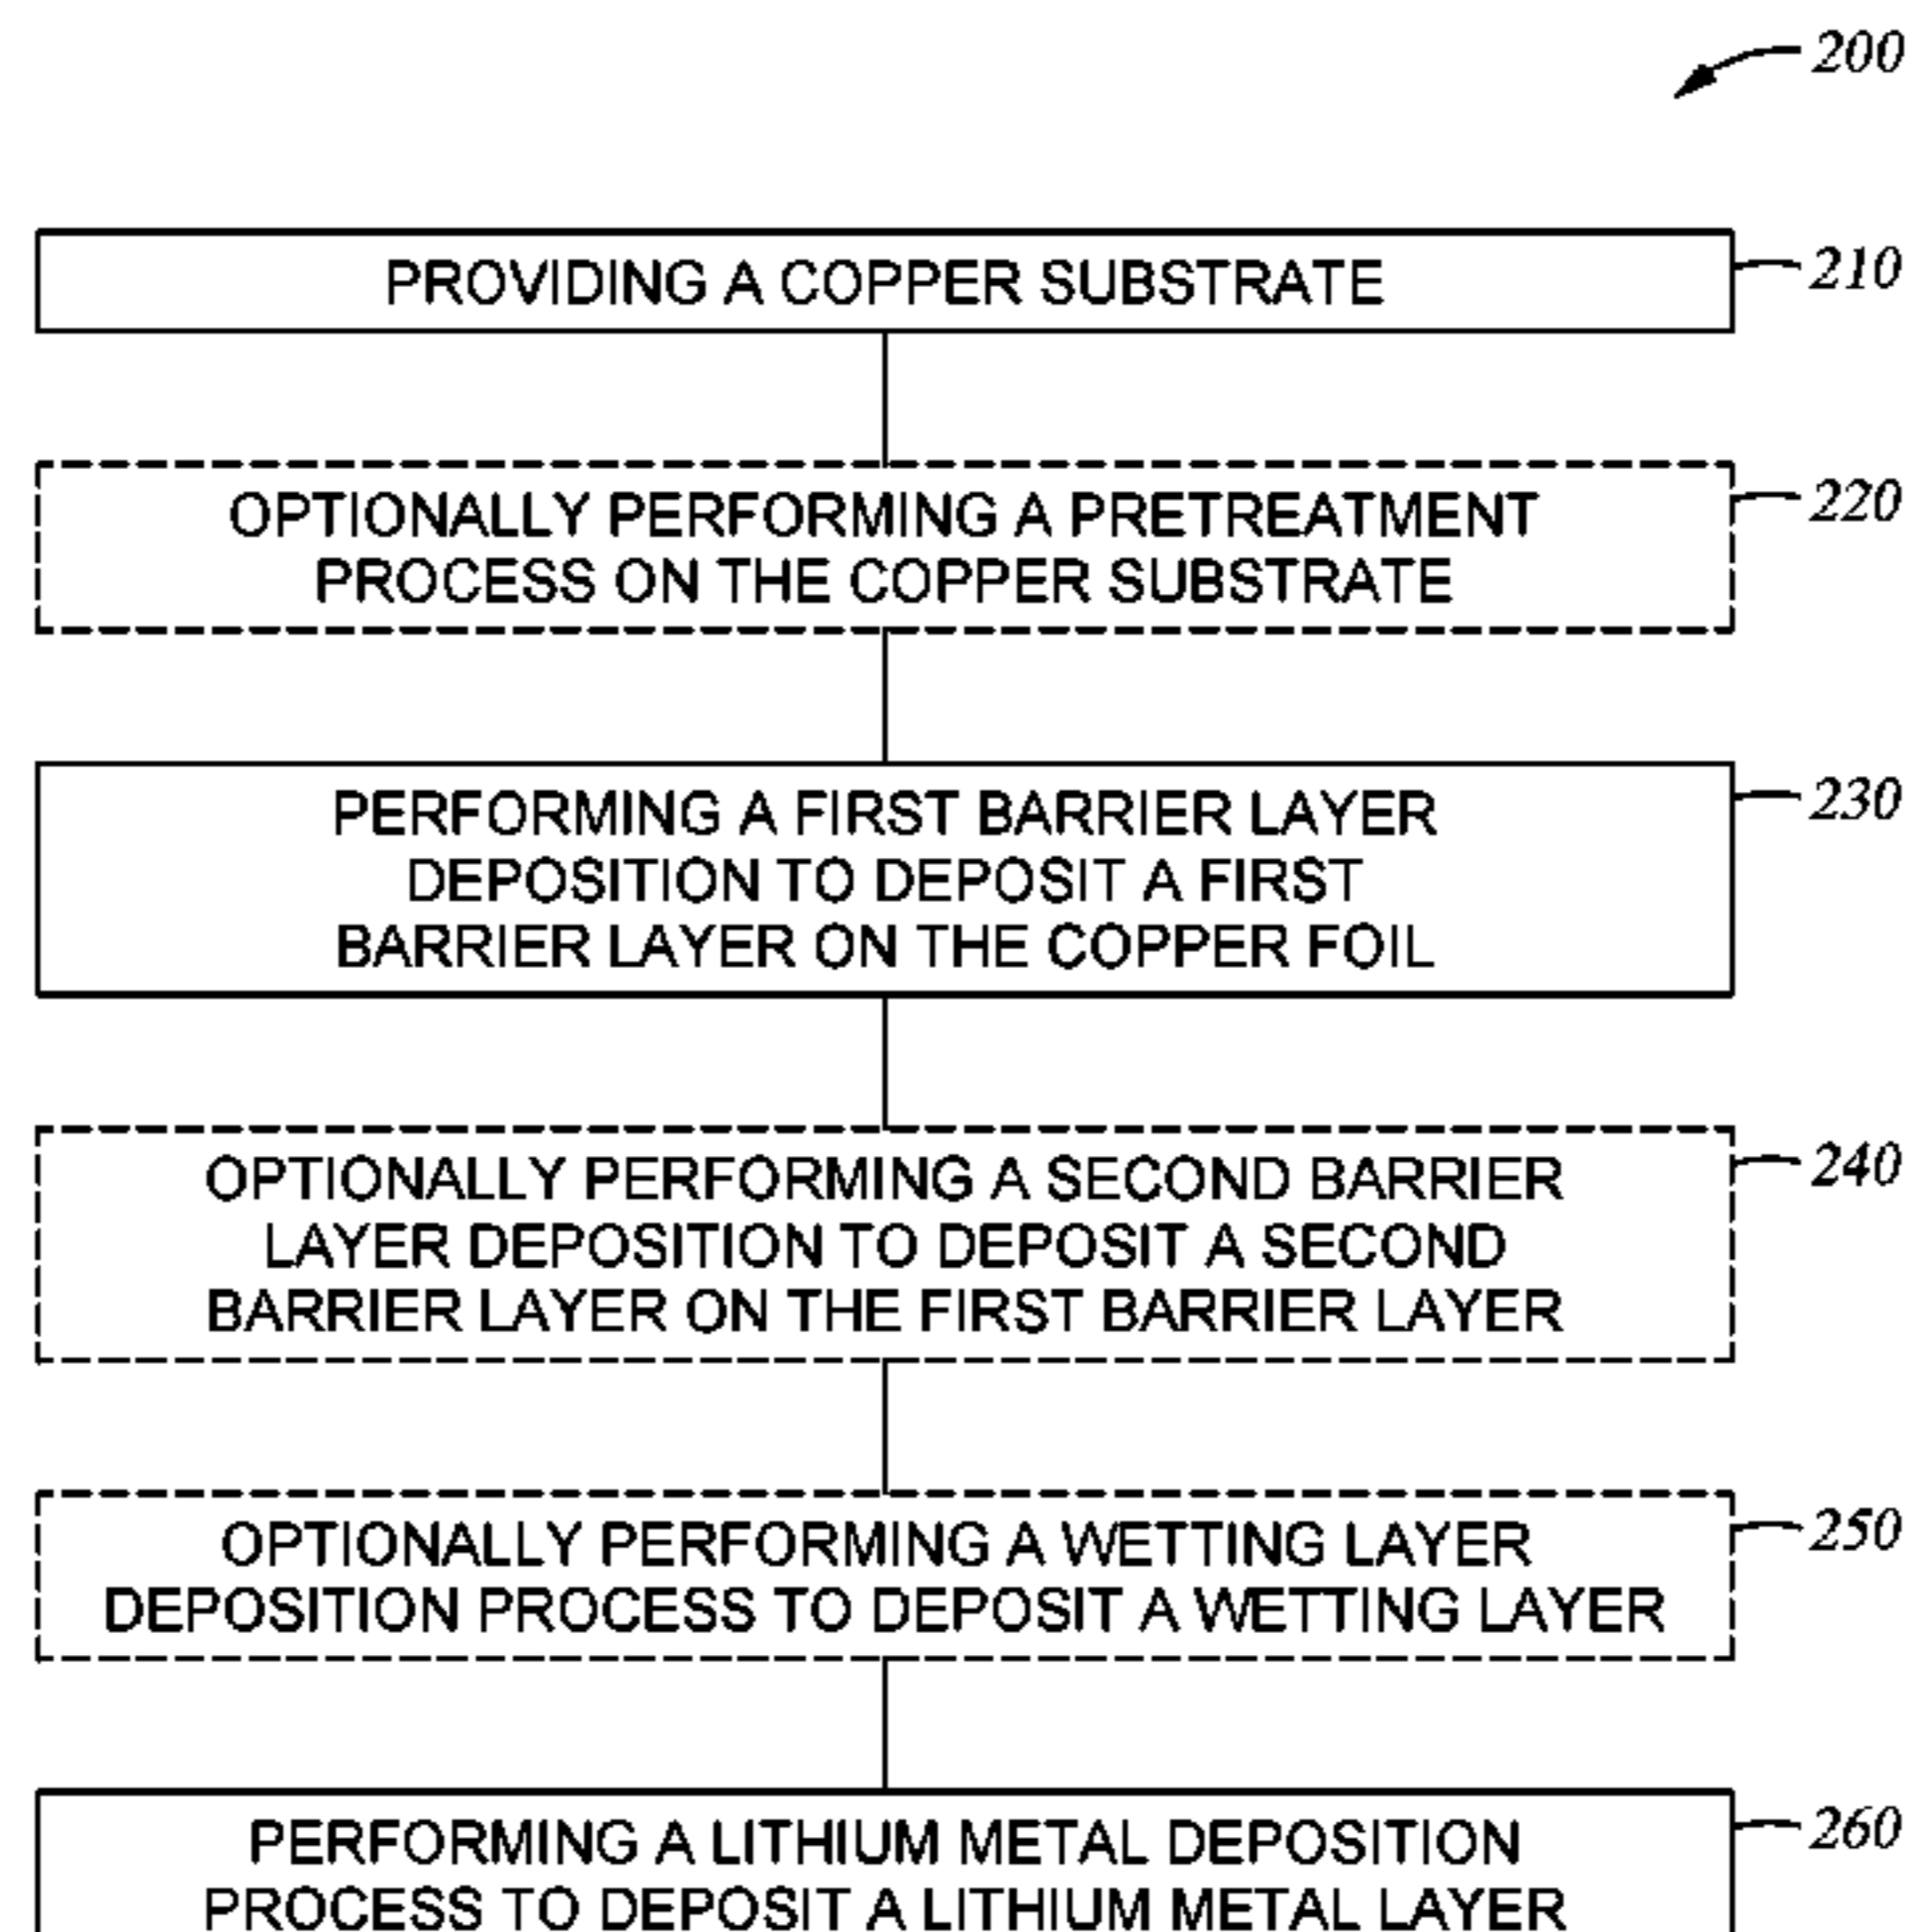 200
PROVIDING A COPPER SUBSTRATE
210
OPTIONALLY PERFORMING A PRETREATMENT
PROCESS ON THE COPPER SUBSTRATE
220
PERFORMING A FIRST BARRIER LAYER
DEPOSITION TO DEPOSIT A FIRST
BARRIER LAYER ON THE COPPER FOIL
230
OPTIONALLY PERFORMING A SECOND BARRIER
LAYER DEPOSITION TO DEPOSIT A SECOND
BARRIER LAYER ON THE FIRST BARRIER LAYER
240
OPTIONALLY PERFORMING A WETTING LAYER
DEPOSITION PROCESS TO DEPOSIT A WETTING LAYER
250
PERFORMING A LITHIUM METAL DEPOSITION
PROCESS TO DEPOSIT A LITHIUM METAL LAYER
260